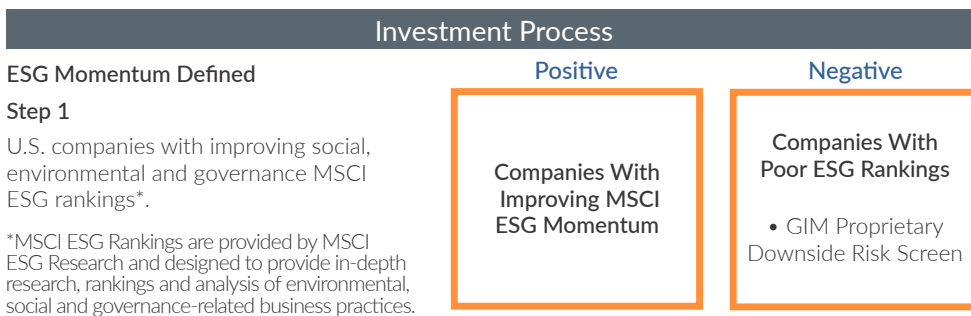 Investment Process
ESG Momentum Defined
Step 1
U.S. companies with improving social,
environmental and governance MSCI
ESG rankings*.
*MSCI ESG Rankings are provided by MSCI
ESG Research and designed to provide in-depth
research, rankings and analysis of environmental,
social and governance-related business practices.
Positive
Companies With
Improving MSCI
ESG Momentum
Negative
Companies With
Poor ESG Rankings
• GIM Proprietary
Downside Risk Screen